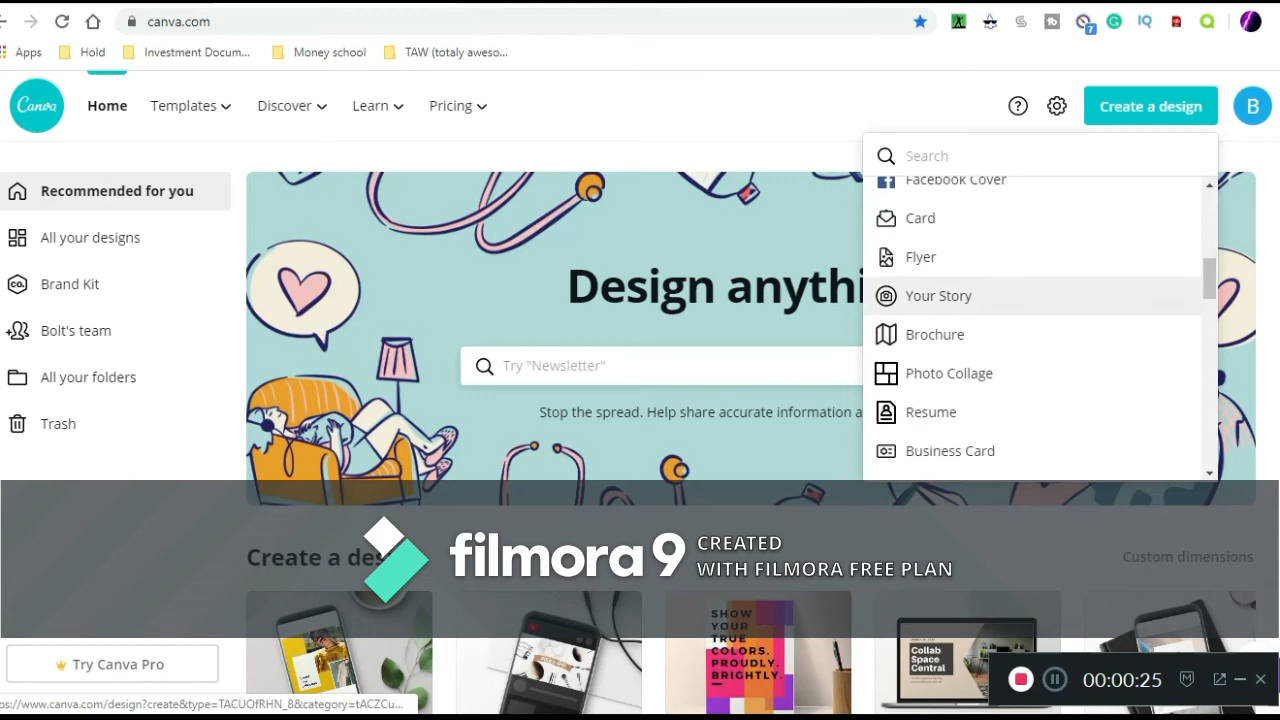 canva.com
7
Apps
Hold
Investment Docum...
Money school
TAW (totaly aweso...
Canva
Home
Templates
Discover
Learn
Pricing
?
Create a design
B
Search
Facebook Cover
Card
Flyer
Your Story
Brochure
Photo Collage
Resume
Business Card
Recommended for you
All your designs
CO.
Brand Kit
Bolt's team
All your folders
Trash
Design anythi
Try "Newsletter"
Stop the spread. Help share accurate information a
Create a des
Custom dimensions
filmora 9
CREATED
WITH FILMORA FREE PLAN
SHOW
YOUR
TRUE
COLORS.
PROUDLY.
BRIGHTLY.
Collab
Space
Central
Try Canva Pro
00:00:25
ps://www.canva.com/design?create&type=TACUOfRHN_8&category=tACZCu...